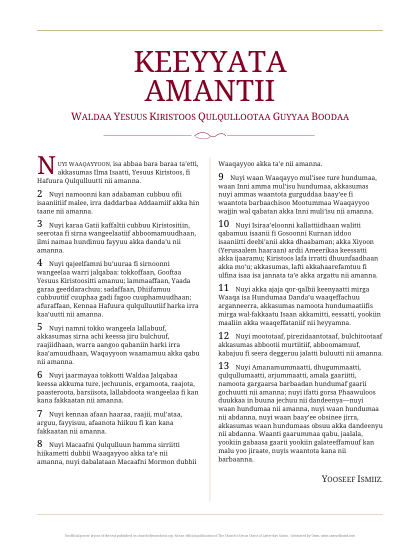 KEEYYATA
AMANTII
Waldaa Yesuus Kiristoos Qulqullootaa Guyyaa Boodaa
Nuyi waaqayyoon, isa abbaa bara baraa ta'etti,
akkasumas Ilma Isaatti, Yesuus Kiristoos, fi
Hafuura Qulqulluutti nii amanna.
2 Nuyi namoonni kan adabaman cubbuu ofii
isaaniitiif malee, irra daddarbaa Addaamiif akka hin
taane nii amanna.
3 Nuyi karaa Gatii kaffaltii cubbuu Kiristositiin,
seerotaa fi sirna wangeelaatiif abboomamuudhaan,
ilmi namaa hundinuu fayyuu akka danda'u nii
amanna.
4 Nuyi qajeelfamni bu'uuraa fi sirnoonni
wangeelaa warri jalqabaa: tokkoffaan, Gooftaa
Yesuus Kiristositti amanuu; lammaaffaan, Yaada
garaa geeddarachuu; sadaffaan, Dhiifamuu
cubbuutiif cuuphaa gadi fagoo cuuphamuudhaan;
afuraffaan, Kennaa Hafuura qulqulluutiif harka irra
kaa'uutti nii amanna.
5 Nuyi namni tokko wangeela lallabuuf,
akkasumas sirna achi keessa jiru bulchuuf,
raajiidhaan, warra aangoo qabaniin harki irra
kaa'amuudhaan, Waaqayyoon waamamuu akka qabu
nii amanna.
6 Nuyi jaarmayaa tokkotti Waldaa Jalqabaa
keessa akkuma ture, jechuunis, ergamoota, raajota,
paasteroota, barsiisota, lallabdoota wangeelaa fi kan
kana fakkaatan nii amanna.
7 Nuyi kennaa afaan haaraa, raajii, mul'ataa,
arguu, fayyisuu, afaanota hiikuu fi kan kana
fakkaatan nii amanna.
8 Nuyi Macaafni Qulqulluun hamma sirriitti
hiikametti dubbii Waaqayyoo akka ta'e nii
amanna, nuyi dabalataan Macaafni Mormon dubbii
Waaqayyoo akka ta'e nii amanna.
9 Nuyi waan Waaqayyo mul'isee ture hundumaa,
waan Inni amma mul'isu hundumaa, akkasumas
nuyi ammas waantota gurguddaa baay'ee fi
waantota barbaachisoo Mootummaa Waaqayyoo
wajjin wal qabatan akka Inni mul'isu nii amanna.
10 Nuyi Israa'eloonni kallattiidhaan walitti
qabamuu isaanii fi Gosoonni Kurnan iddoo
isaaniitti deebi'anii akka dhaabaman; akka Xiyoon
(Yerusaalem haaraan) ardii Ameerikaa keessatti
akka ijaaramu; Kiristoos lafa irratti dhuunfaadhaan
akka mo'u; akkasumas, lafti akkahaarefamtuu fi
ulfina isaa isa jannata ta'e akka argattu nii amanna.
11 Nuyi akka ajaja qor-qalbii keenyaatti mirga
Waaqa isa Hundumaa Danda'u waaqeffachuu
arganneerra, akkasumas namoota hundumaatiifis
mirga wal-fakkaatu Isaan akkamitti, eessatti, yookiin
maaliin akka waaqeffataniif nii heyyamna.
12 Nuyi moototaaf, pirezidaantotaaf, bulchitootaaf
akkasumas abbootii murtiitiif, abboomamuuf,
kabajuu fi seera deggeruu jalatti buluutti nii amanna.
13 Nuyi Amanamummaatti, dhugummaatti,
qulqullumatti, arjummaatti, amala gaariitti,
namoota gargaarsa barbaadan hundumaf gaarii
gochuutti nii amanna; nuyi ifatti gorsa Phaawuloos
duukkaa in buuna jechuu nii dandeenya—nuyi
waan hundumaa nii amanna, nuyi waan hundumaa
nii abdanna, nuyi waan baay'ee obsinee jirra,
akkasumas waan hundumaas obsuu akka dandeenyu
nii abdanna. Waanti gaarummaa qabu, jaalala,
yookiin gabaasa gaarii yookiin galateeffamuuf kan
malu yoo jiraate, nuyis waantota kana nii
barbaanna.
Yooseef Ismiiz.